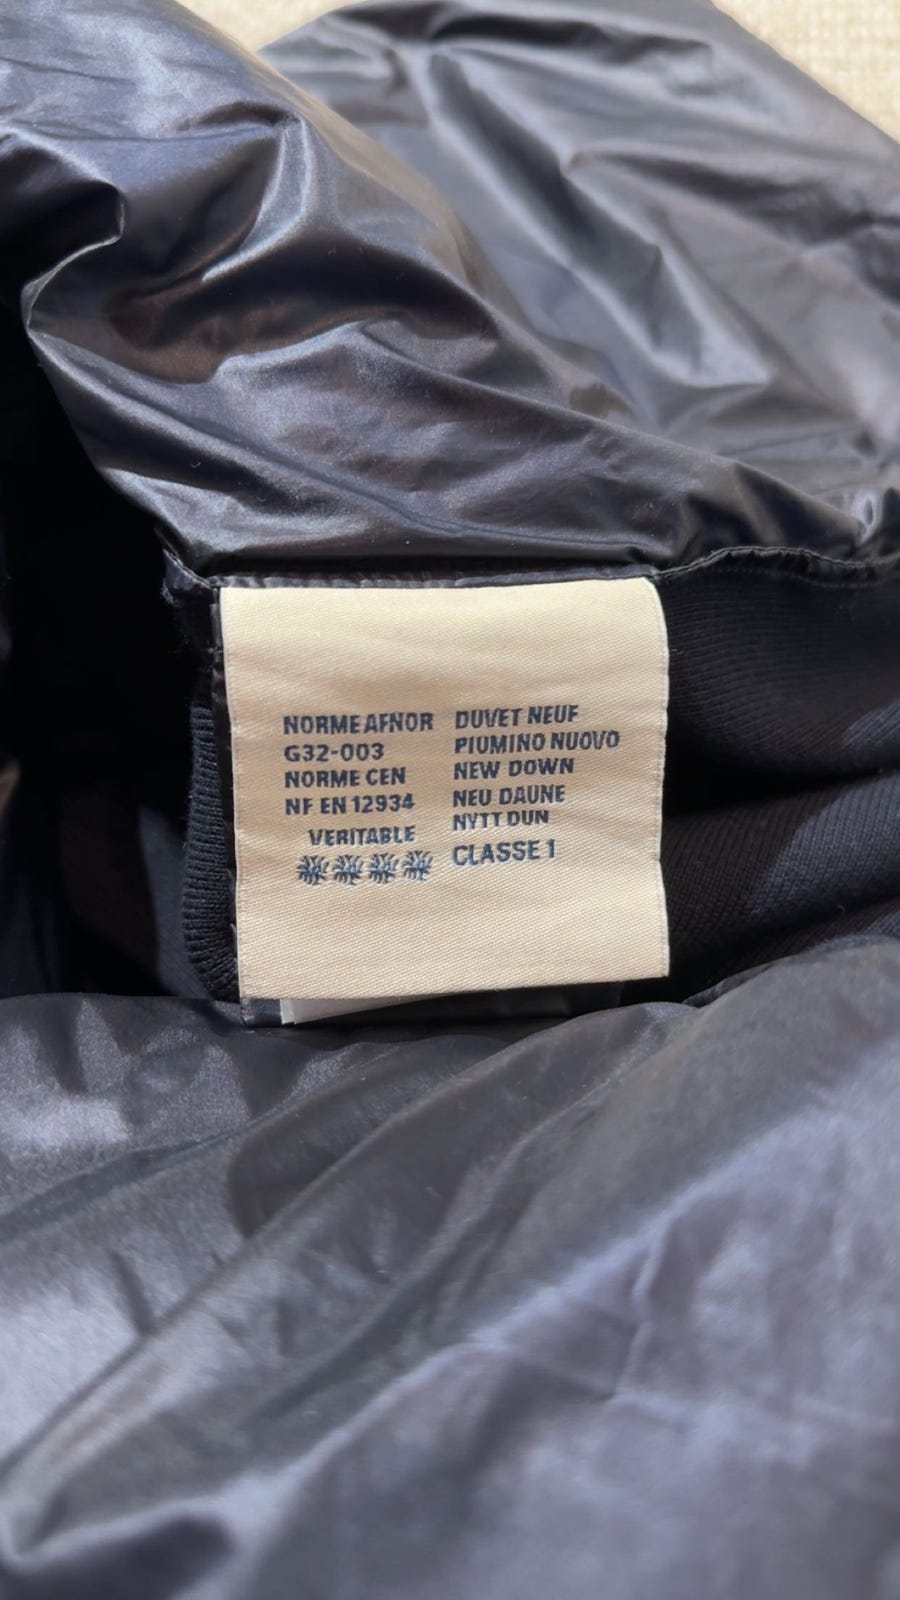 NORME AFNOR
G32-003
NORME CEN
NF EN 12934
VERITABLE
DUVET NEUF
PIUMINO NUOVO
NEW DOWN
NEU DAUNE
NYTT DUN
CLASSE 1